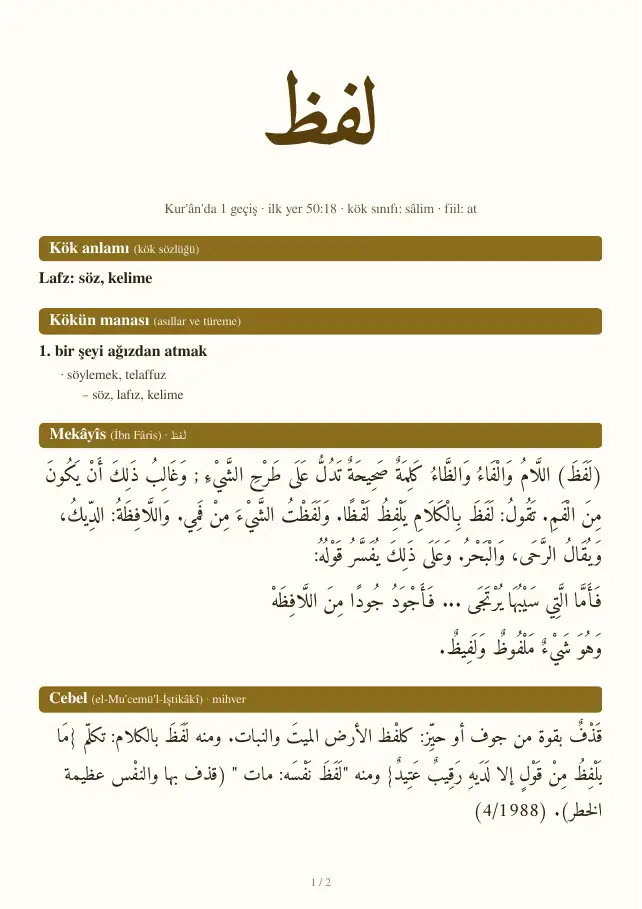 لفظ
Kur'ân'da 1 geçiş · ilk yer 50:18 · kök sınıfı: sâlim · fiil: at
Kök anlamı (kök sözlüğü)
Lafz: söz, kelime
Kökün manası (asıllar ve türeme)
1. bir şeyi ağızdan atmak
· söylemek, telaffuz
– söz, lafız, kelime
Mekâyîs (İbn Fâris) · لفظ
(لَفَظَ) اللَّامُ وَالْفَاءُ وَالظَّاءُ كَلِمَةٌ صَحِيحَةٌ تَدُلُّ عَلَى طَرْحِ الشَّيْءِ ; وَغَالِبُ ذَلِكَ أَنْ يَكُونَ
مِنَ الْفَمِ. تَقُولُ: لَفَظَ بِالْكَلَامِ يَلْفِظُ لَفْظًا. وَلَفَظْتُ الشَّيْءَ مِنْ فَمِي. وَاللَّافِظَةُ: الدِّيكُ،
وَيُقَالُ الرَّحَى، وَالْبَحْرُ. وَعَلَى ذَلِكَ يُفَسَّرُ قَوْلُهُ:
فَأَمَّا الَّتِي سَيْبُهَا يُرْتَجَى ... فَأَجْوَدُ جُودًا مِنَ اللَّافِظَهْ
وَهُوَ شَيْءٌ مَلْفُوظٌ وَلَفِيظٌ.
Cebel (el-Mu'cemü'l-İştikâkî) · mihver
قَذْفٌ بقوة من جوف أو حيِّز: كلفْظ الأرض الميتَ والنبات. ومنه لَفَظَ بالكلام: تكلّم {مَا
يَلْفِظُ مِنْ قَوْلٍ إلا لَدَيهِ رَقِيبٌ عَتِيدٌ} ومنه "لَفَظَ نَفْسَه: مات " (قذف بها والنفْس عظيمة
الخطر). (4/1988)
1 / 2